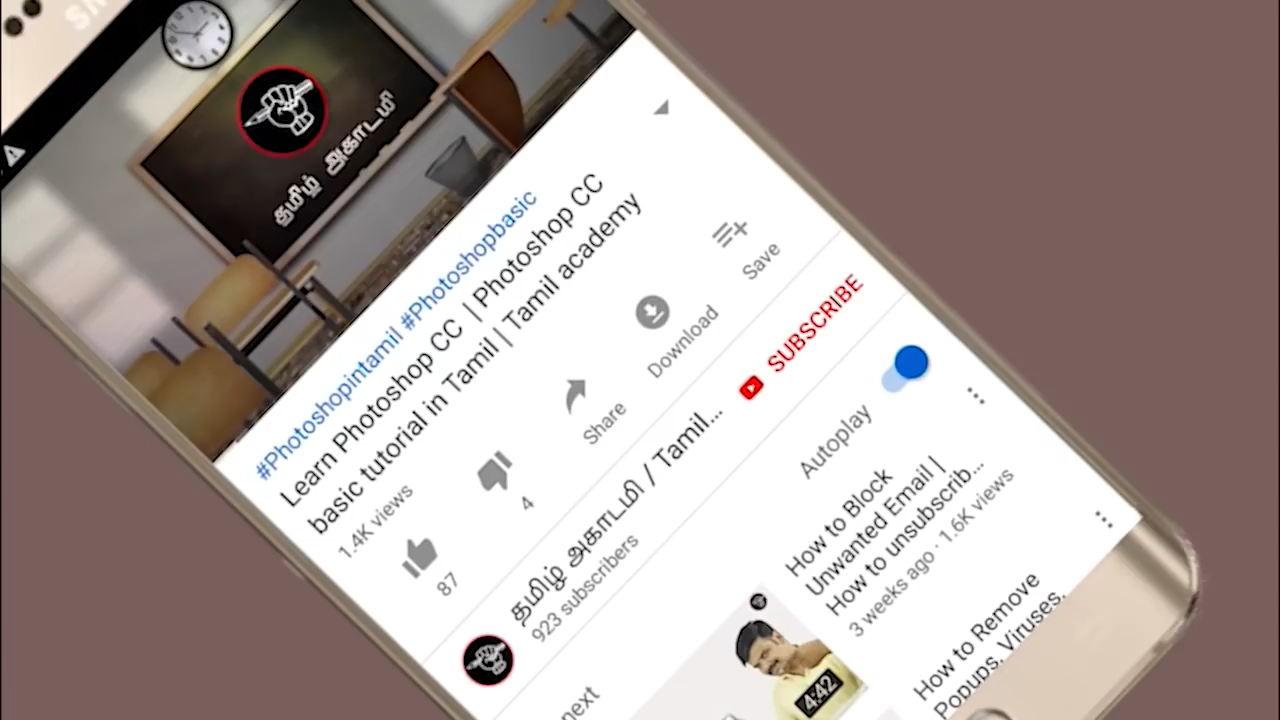 தமிழ் அகாடமி
#Photoshopintamil #Photoshopbasic
Learn Photoshop CC | Photoshop CC
basic tutorial in Tamil | Tamil academy
1.4K views
87
4
Share
Download
Save
தமிழ் அகாடமி / Tamil...
923 subscribers
SUBSCRIBE
next
Autoplay
How to Block
Unwanted Email |
How to unsubscrib...
3 weeks ago · 1.6K views
4:42
How to Remove
Popups, Viruses,